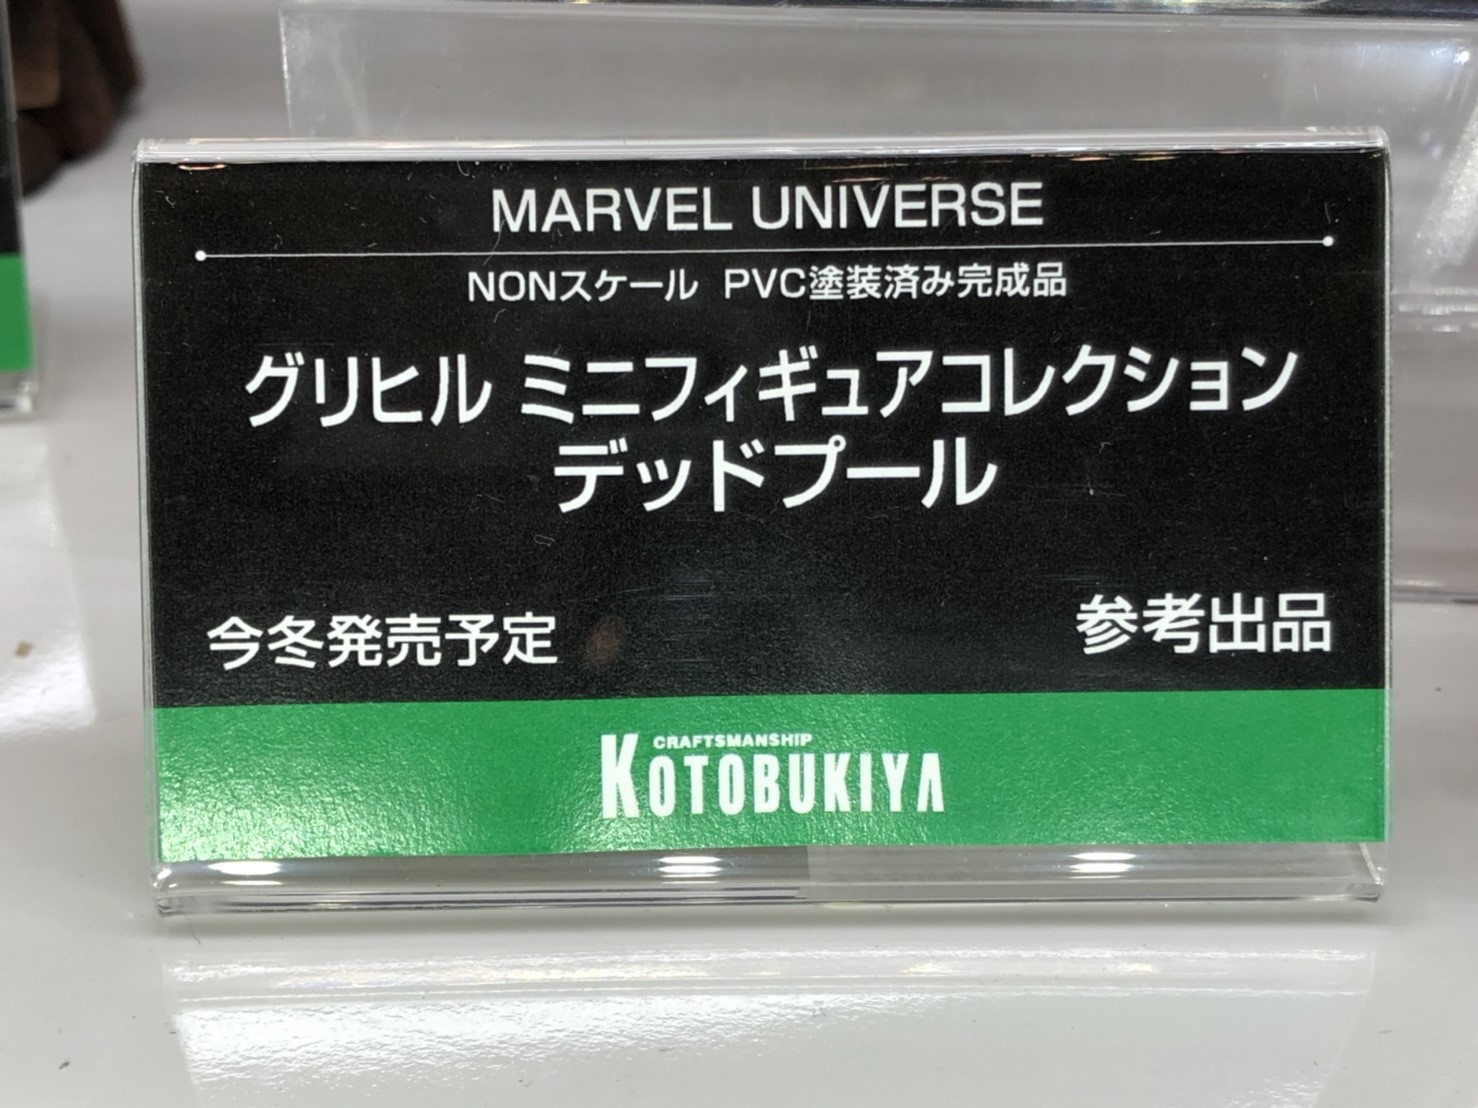 MARVEL UNIVERSE
NONスケール PVC塗装済み完成品
グリヒル ミニフィギュアコレクション
デッドプール
今冬発売予定
参考出品
CRAFTSMANSHIP
KOTOBUKIYA